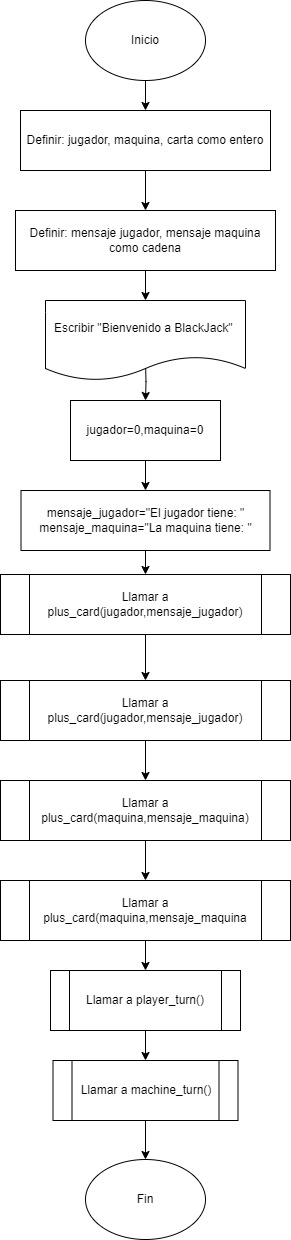 Inicio
Definir: jugador, maquina, carta como entero
Definir: mensaje jugador, mensaje maquina
como cadena
Escribir "Bienvenido a BlackJack"
jugador=0,maquina=0
mensaje_jugador="El jugador tiene: "
mensaje_maquina="La maquina tiene: "
Llamar a
plus_card(jugador,mensaje_jugador)
Llamar a
plus_card(jugador,mensaje_jugador)
Llamar a
plus_card(maquina,mensaje_maquina)
Llamar a
plus_card(maquina,mensaje_maquina
Llamar a player_turn()
Llamar a machine_turn()
Fin